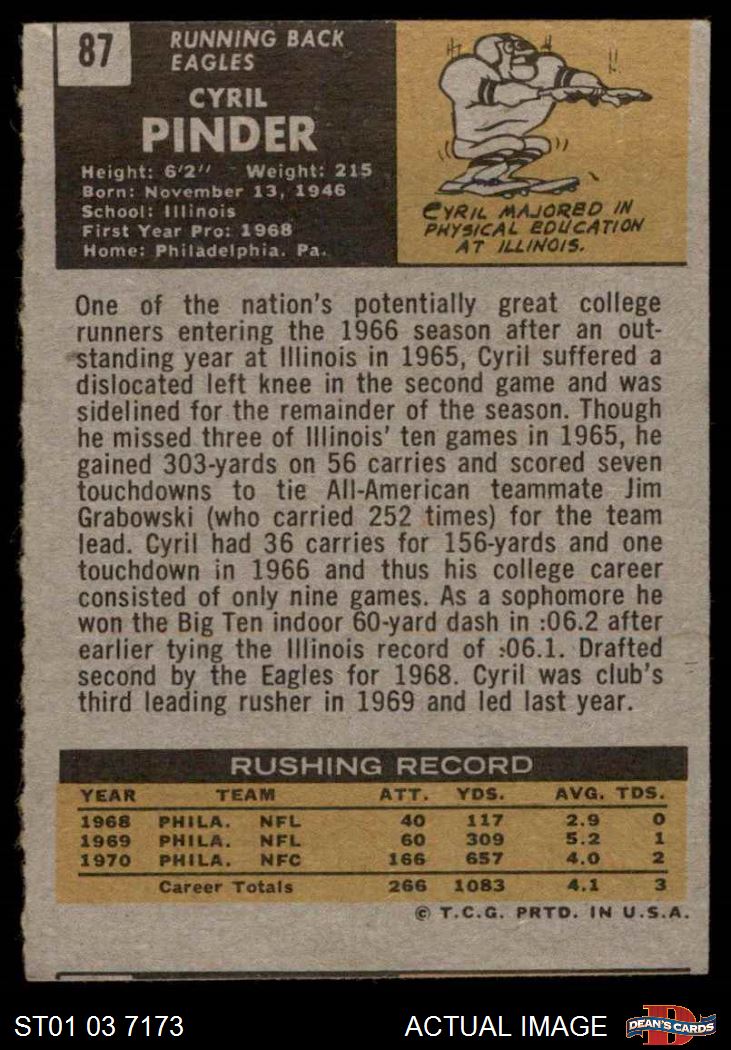 87
RUNNING BACK
EAGLES
CYRIL
PINDER
Height: 6'2" Weight: 215
Born: November 13, 1946
School: Illinois
First Year Pro: 1968
Home: Philadelphia. Pa.
CYRIL MAJORED IN
PHYSICAL EDUCATION
AT ILLINOIS.
One of the nation's potentially great college
runners entering the 1966 season after an out-
standing year at Illinois in 1965, Cyril suffered a
dislocated left knee in the second game and was
sidelined for the remainder of the season. Though
he missed three of Illinois' ten games in 1965, he
gained 303-yards on 56 carries and scored seven
touchdowns to tie All-American teammate Jim
Grabowski (who carried 252 times) for the team
lead. Cyril had 36 carries for 156-yards and one
touchdown in 1966 and thus his college career
consisted of only nine games. As a sophomore he
won the Big Ten indoor 60-yard dash in :06.2 after
earlier tying the Illinois record of :06.1. Drafted
second by the Eagles for 1968. Cyril was club's
third leading rusher in 1969 and led last year.
RUSHING RECORD
YEAR TEAM ATT. YDS. AVG. TDS.
1968 PHILA. NFL 40 117 2.9 0
1969 PHILA. NFL 60 309 5.2 1
1970 PHILA. NFC 166 657 4.0 2
Career Totals 266 1083 4.1 3
© T.C.G. PRTD. IN U.S.A.
ST01 03 7173 ACTUAL IMAGE DEAN'S CARDS